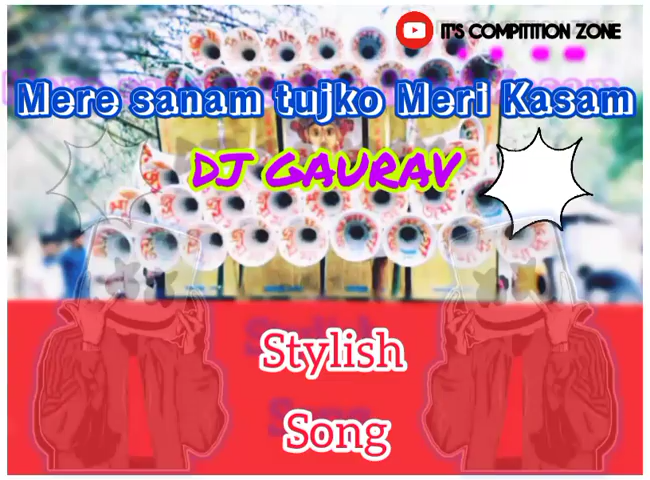 IT'S COMPITITION ZONE
Mere sanam tujko Meri Kasam
DJ GAURAV
Stylish
Song